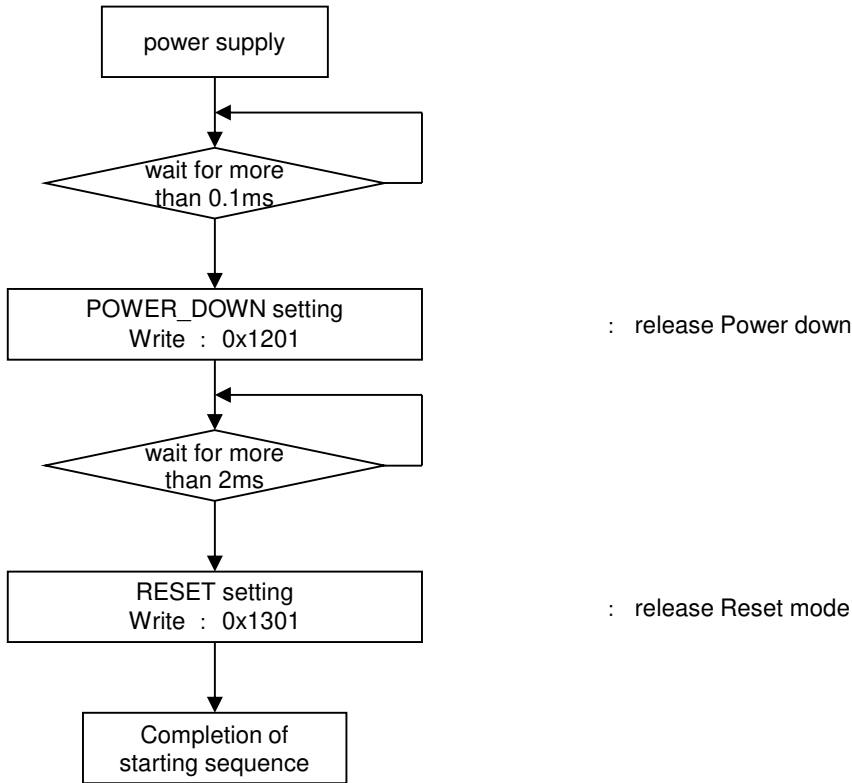 power supply
wait for more
than 0.1ms
POWER_DOWN setting
Write : 0x1201
: release Power down
wait for more
than 2ms
RESET setting
Write : 0x1301
: release Reset mode
Completion of
starting sequence